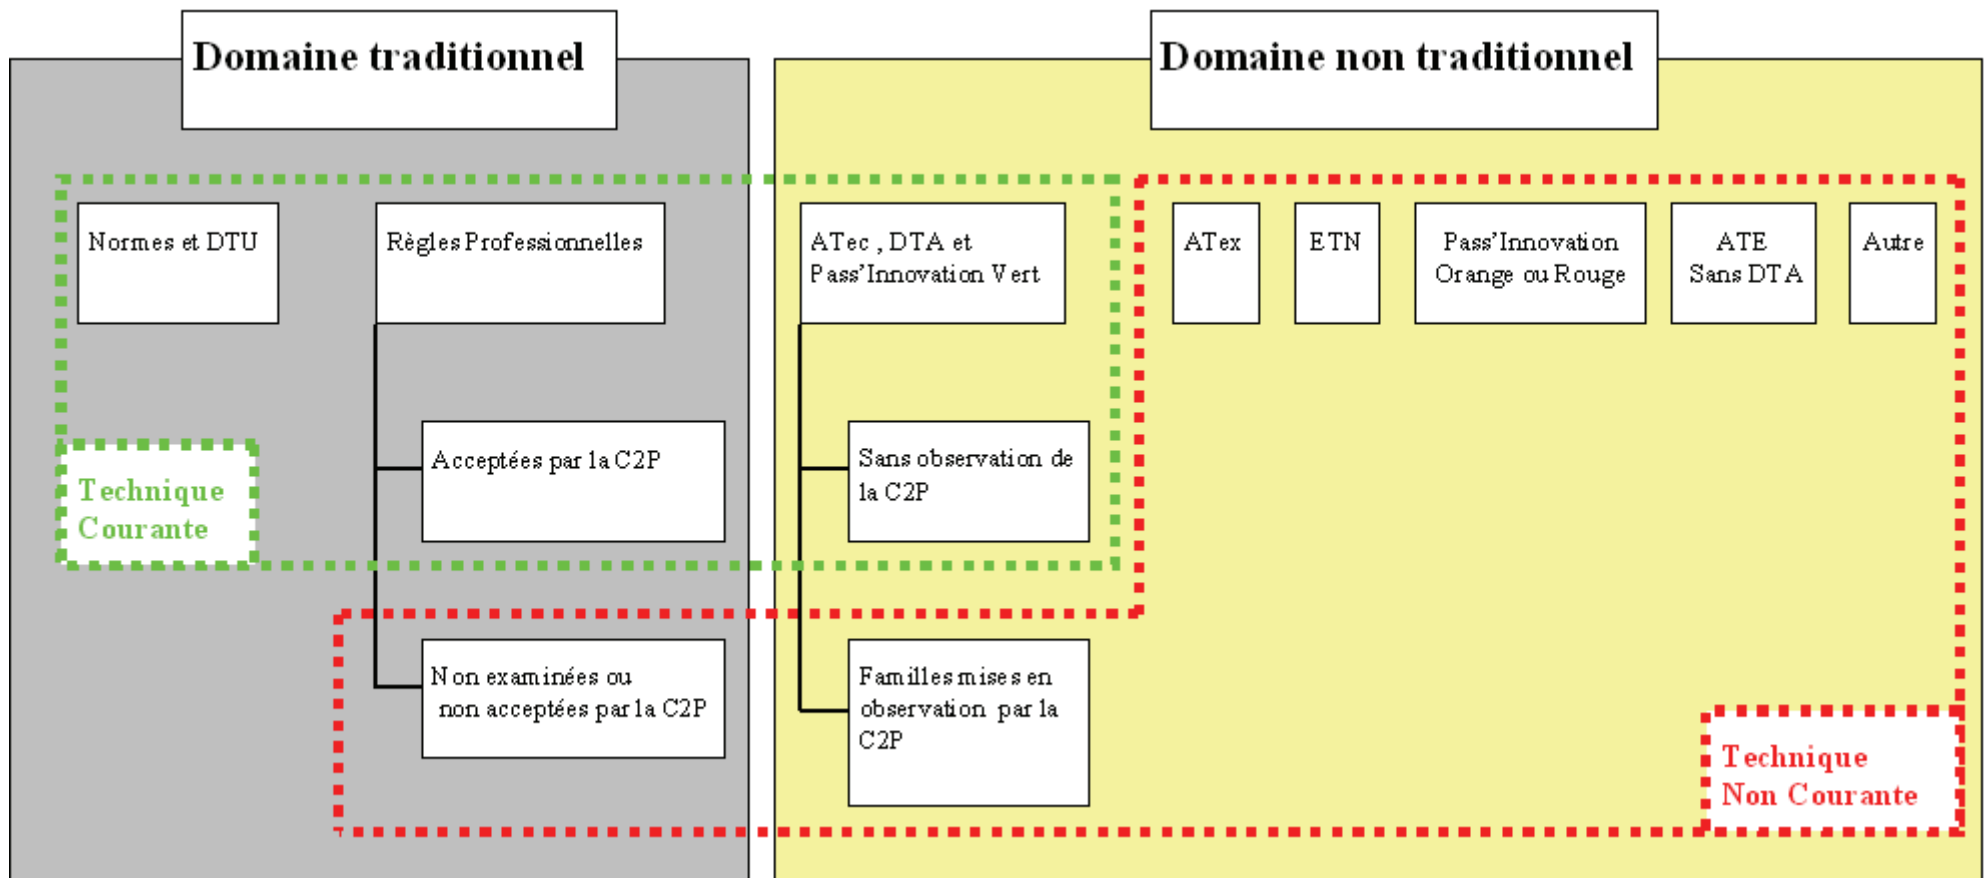 Domaine traditionnel
Domaine non traditionnel
Normes et DTU
Règles Professionnelles
ATec , DTA et
Pass'Innovation Vert
ATex
ETN
Pass'Innovation
Orange ou Rouge
ATE
Sans DTA
Autre
Acceptées par la C2P
Sans observation de
la C2P
Technique
Courante
Non examinées ou
non acceptées par la C2P
Familles mises en
observation par la
C2P
Technique
Non Courante